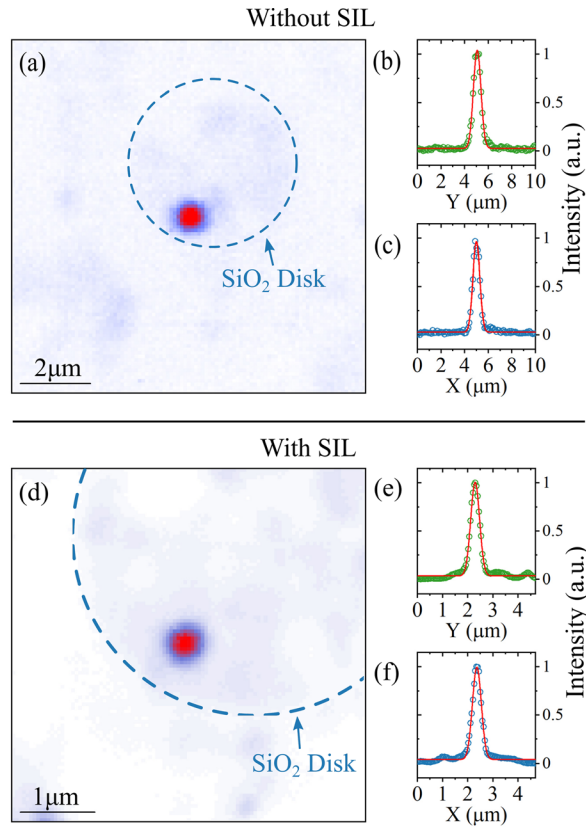 Without SIL
(a)
SiO₂ Disk
2μm
(b)
1
0.5
0
0 2 4 6 8 10
Y (μm)
(c)
1
0.5
0
0 2 4 6 8 10
X (μm)
Intensity (a.u.)
With SIL
(d)
SiO₂ Disk
1μm
(e)
1
0.5
0
0 1 2 3 4
Y (μm)
(f)
1
0.5
0
0 1 2 3 4
X (μm)
Intensity (a.u.)